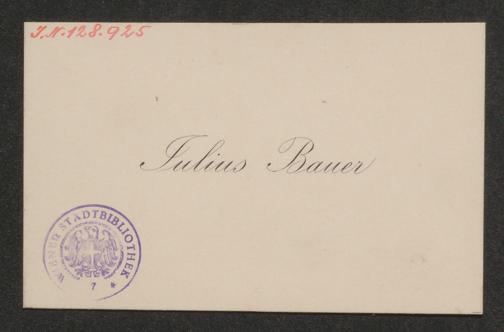 I.N.128.925
Julius Bauer
WIENER STADTBIBLIOTHEK
7 *